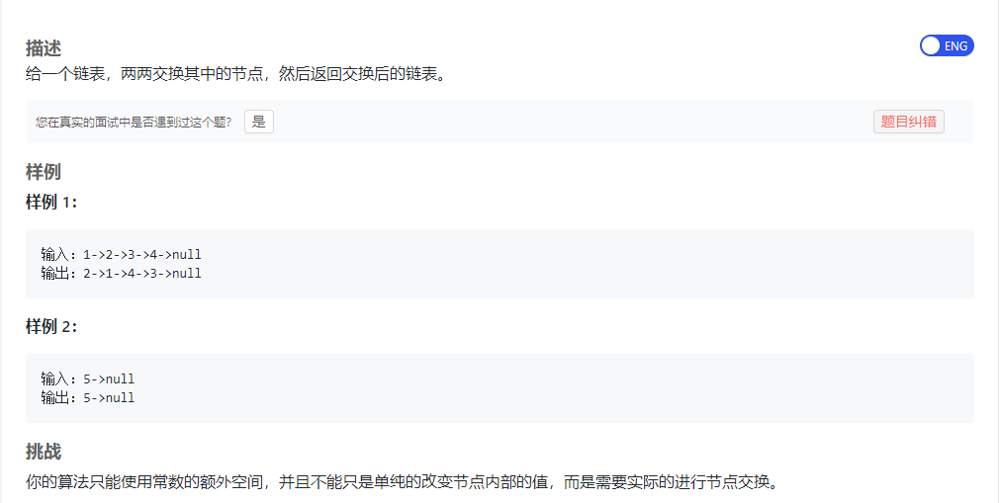 描述
ENG
给一个链表，两两交换其中的节点，然后返回交换后的链表。
您在真实的面试中是否遇到过这个题？ 是 题目纠错
样例
样例 1：
输入：1->2->3->4->null
输出：2->1->4->3->null
样例 2：
输入：5->null
输出：5->null
挑战
你的算法只能使用常数的额外空间，并且不能只是单纯的改变节点内部的值，而是需要实际的进行节点交换。